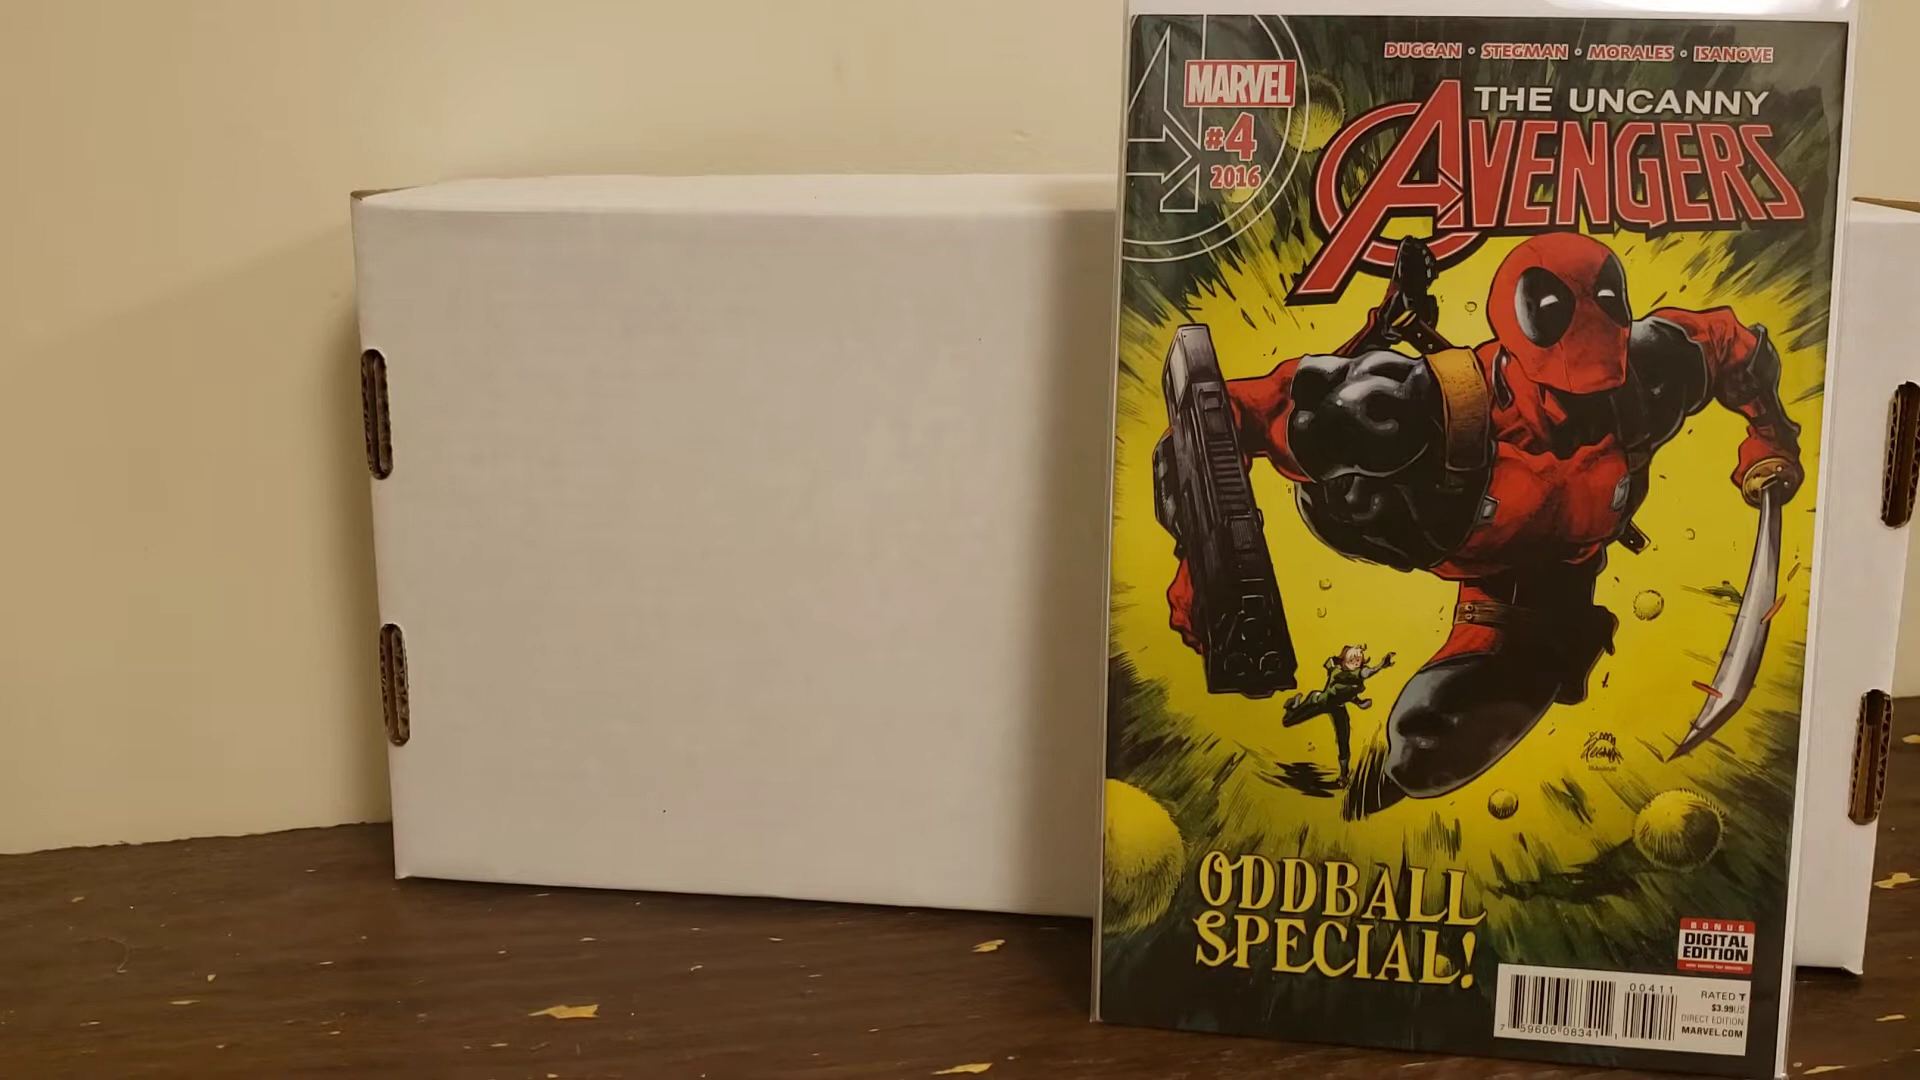 DUGGAN • STEGMAN • MORALES • ISANOVE
MARVEL
#4
2016
THE UNCANNY
AVENGERS
ODDBALL
SPECIAL!
BONUS
DIGITAL
EDITION
00411
7 59606 08341 1
RATED T
$3.99US
DIRECT EDITION
MARVEL.COM